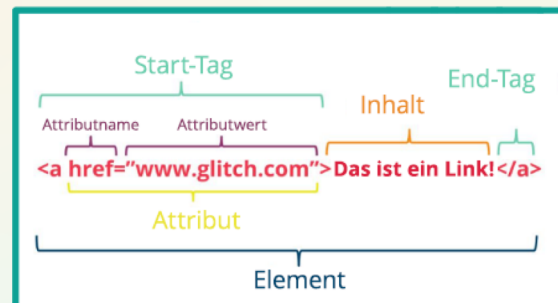 Start-Tag
End-Tag
Inhalt
Attributname
Attributwert
<a href=”www.glitch.com”>Das ist ein Link!</a>
Attribut
Element